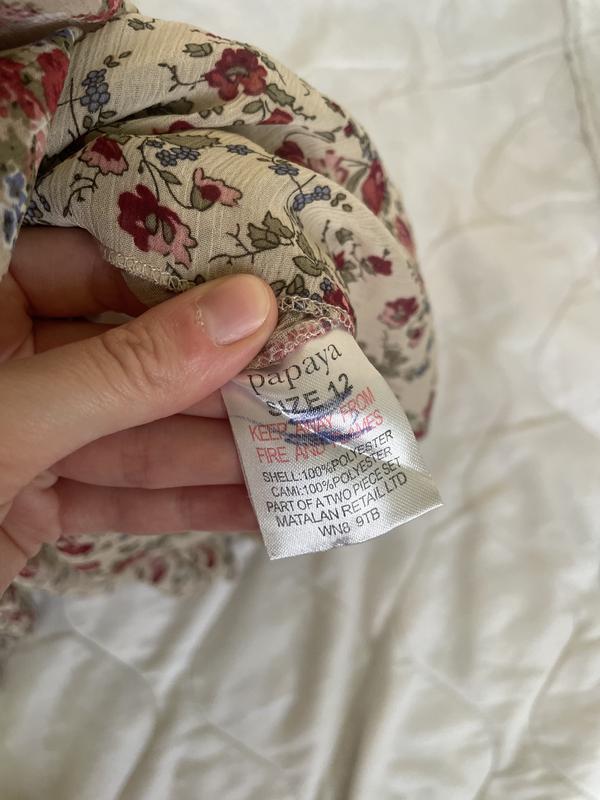 papaya
SIZE 12
KEEP AWAY FROM
FIRE AND FLAMES
SHELL:100%POLYESTER
CAMI:100%POLYESTER
PART OF A TWO PIECE SET
MATALAN RETAIL LTD
WN8 9TB